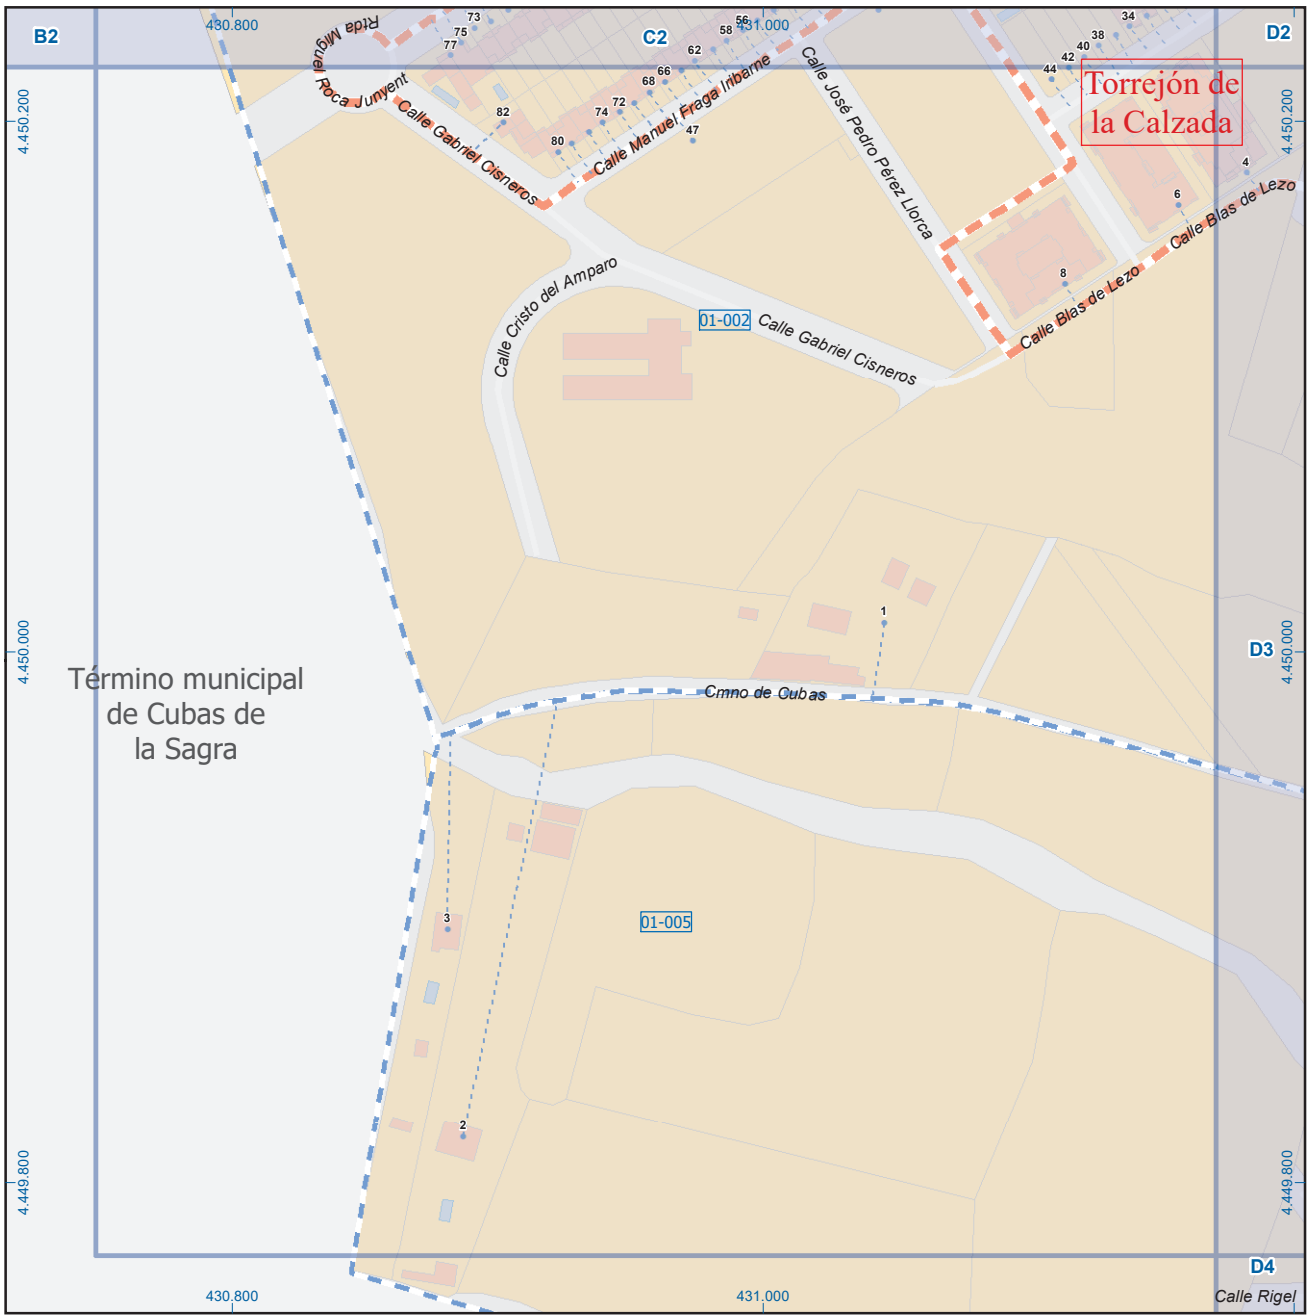 430.800
431.000
B2
C2
D2
73
75
77
56
58
62
66
68
72
74
80
82
47
34
38
40
42
44
4
6
8
Rtda Miguel Roca Junyent
Calle Gabriel Cisneros
Calle Manuel Fraga Iribarne
Calle José Pedro Pérez Llorca
Torrejón de
la Calzada
Calle Blas de Lezo
Calle Blas de Lezo
4.450.200
4.450.200
Calle Cristo del Amparo
01-002
Calle Gabriel Cisneros
1
4.450.000
4.450.000
D3
Término municipal
de Cubas de
la Sagra
Cmno de Cubas
3
01-005
2
4.449.800
4.449.800
D4
430.800
431.000
Calle Rigel